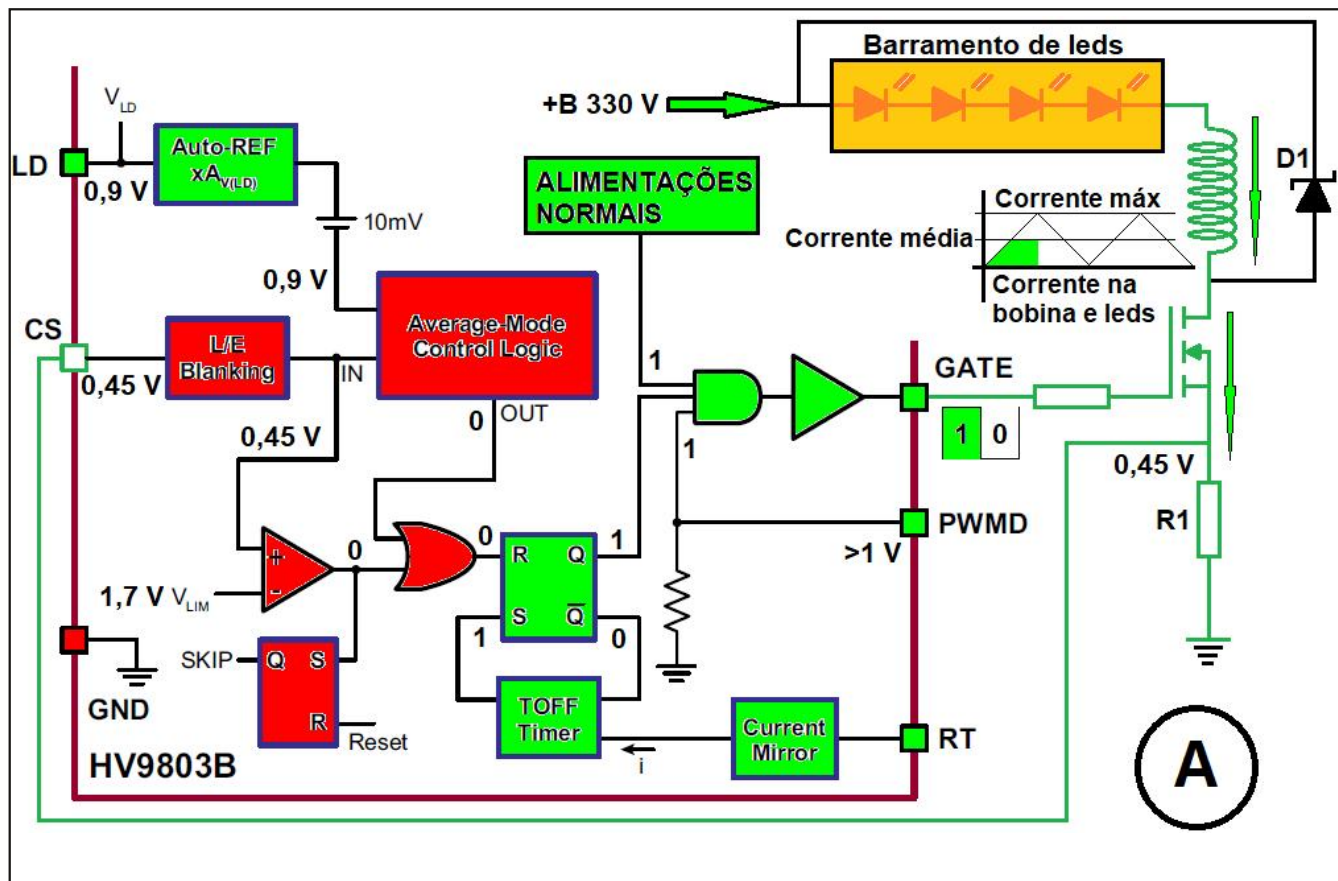 Barramento de leds
+B 330 V
D1
V LD
LD
0,9 V
Auto-REF
xA V(LD)
10mV
0,9 V
ALIMENTAÇÕES
NORMAIS
Corrente máx
Corrente média
Corrente na
bobina e leds
CS
0,45 V
L/E
Blanking
IN
Average-Mode
Control Logic
0
OUT
0,45 V
1
1
GATE
1 0
0,45 V
R1
PWMD
>1 V
+
-
0
0
1
R Q
S Q̅
1
0
1,7 V V LIM
SKIP
Q S
R
Reset
GND
HV9803B
TOFF
Timer
i
Current
Mirror
RT
A